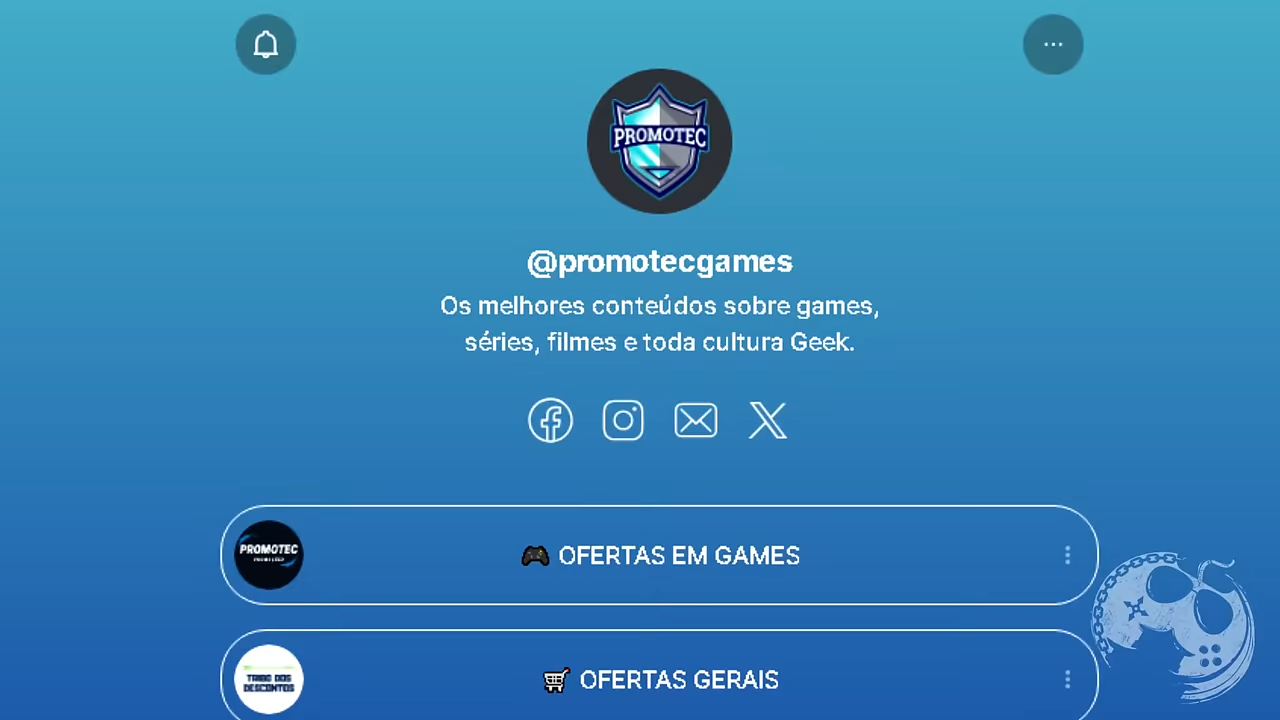 PROMOTEC
@promotecgames
Os melhores conteúdos sobre games,
séries, filmes e toda cultura Geek.
PROMOTEC
🎮 OFERTAS EM GAMES
TRIBO DOS
DESCONTOS
🛒 OFERTAS GERAIS